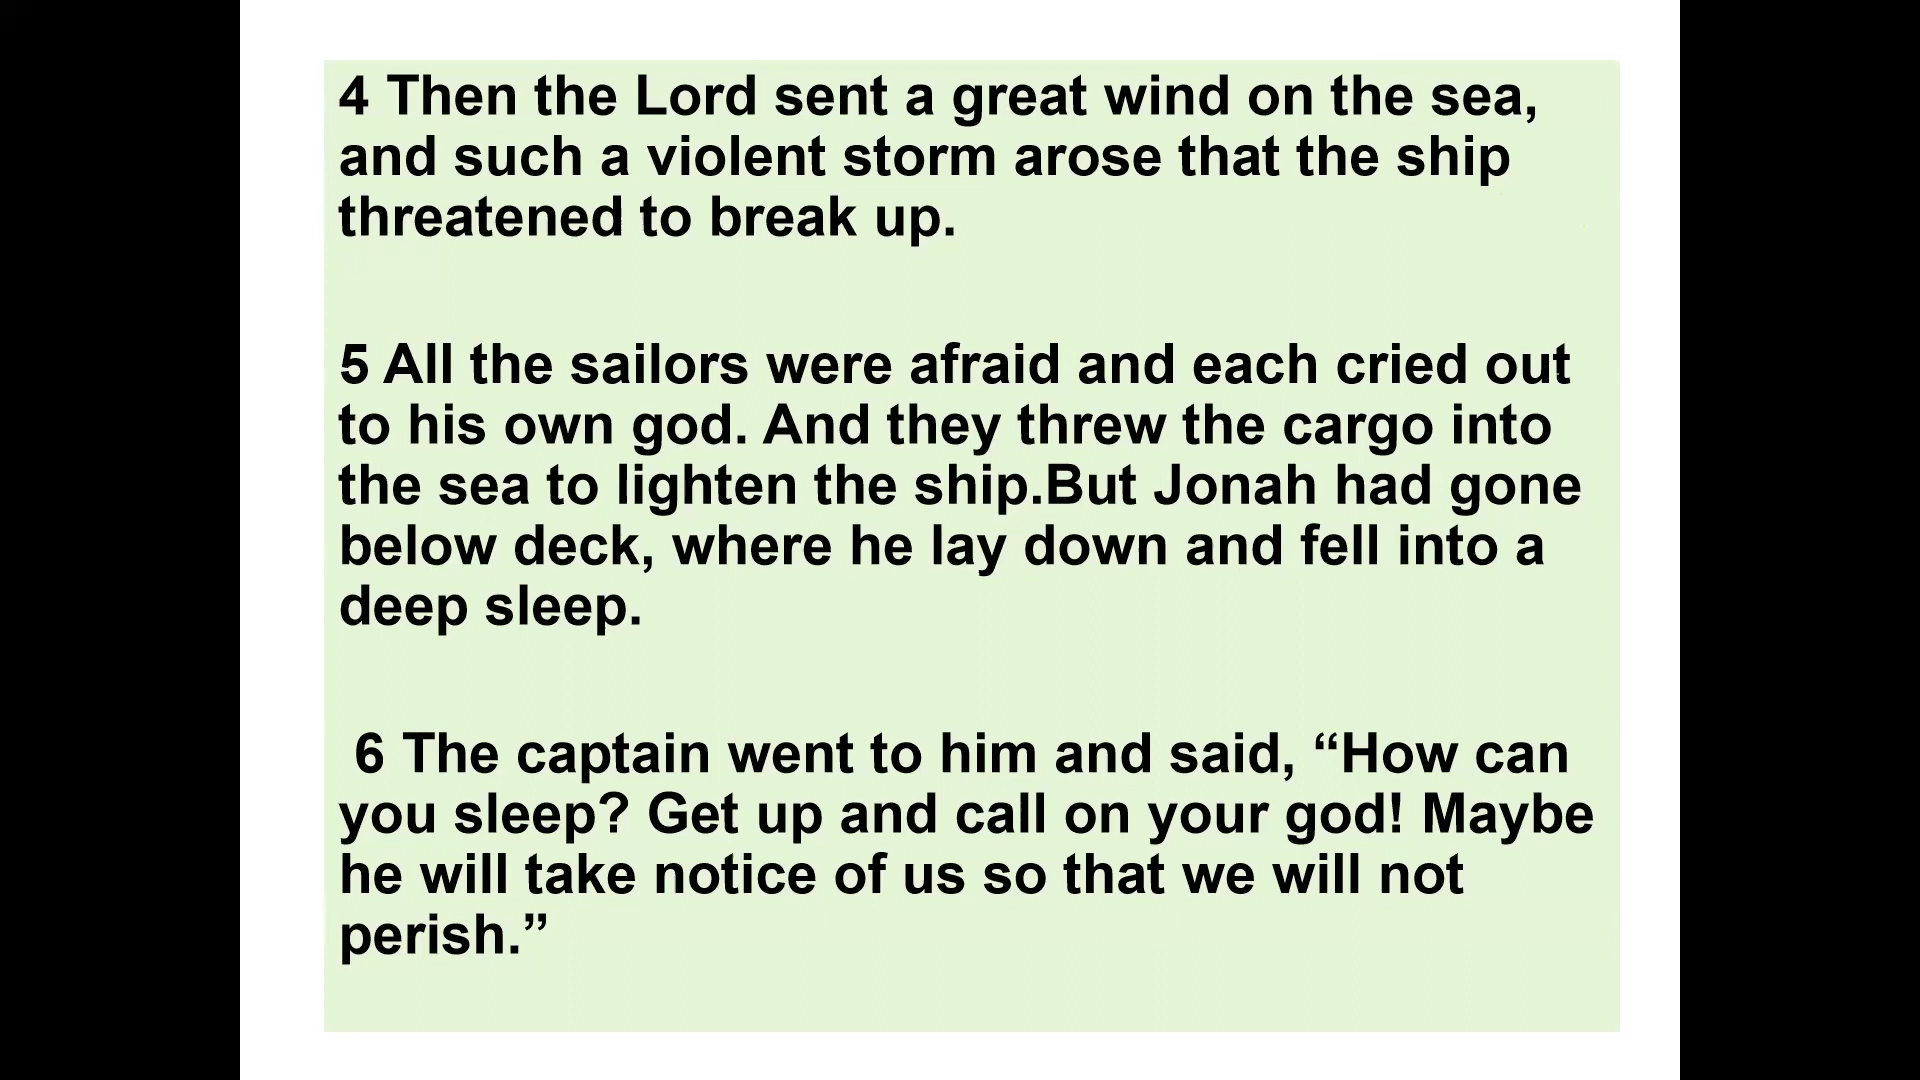 4 Then the Lord sent a great wind on the sea,
and such a violent storm arose that the ship
threatened to break up.
5 All the sailors were afraid and each cried out
to his own god. And they threw the cargo into
the sea to lighten the ship.But Jonah had gone
below deck, where he lay down and fell into a
deep sleep.
6 The captain went to him and said, “How can
you sleep? Get up and call on your god! Maybe
he will take notice of us so that we will not
perish.”